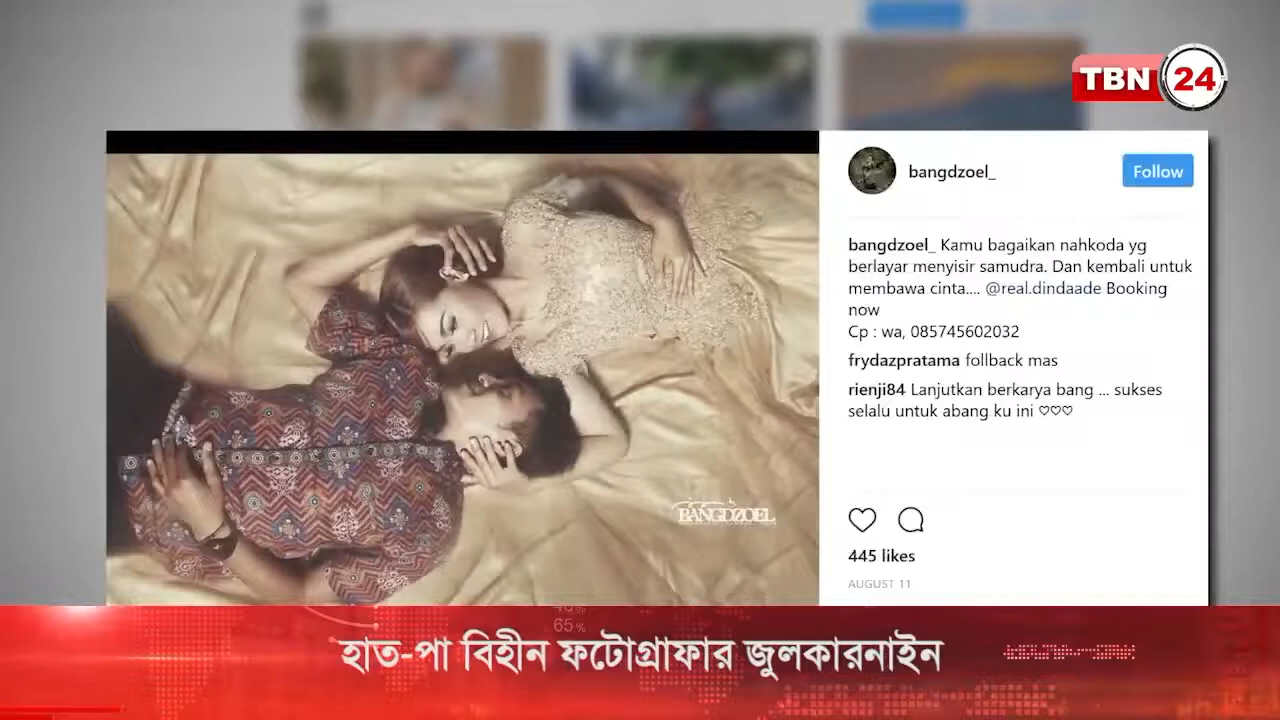 TBN 24
bangdzoel_
Follow
bangdzoel_ Kamu bagaikan nahkoda yg
berlayar menyisir samudra. Dan kembali untuk
membawa cinta.... @real.dindaade Booking
now
Cp : wa, 085745602032
frydazpratama follback mas
rienji84 Lanjutkan berkarya bang ... sukses
selalu untuk abang ku ini ♡♡♡
BANGDZOEL
445 likes
AUGUST 11
65%
হাত-পা বিহীন ফটোগ্রাফার জুলকারনাইন